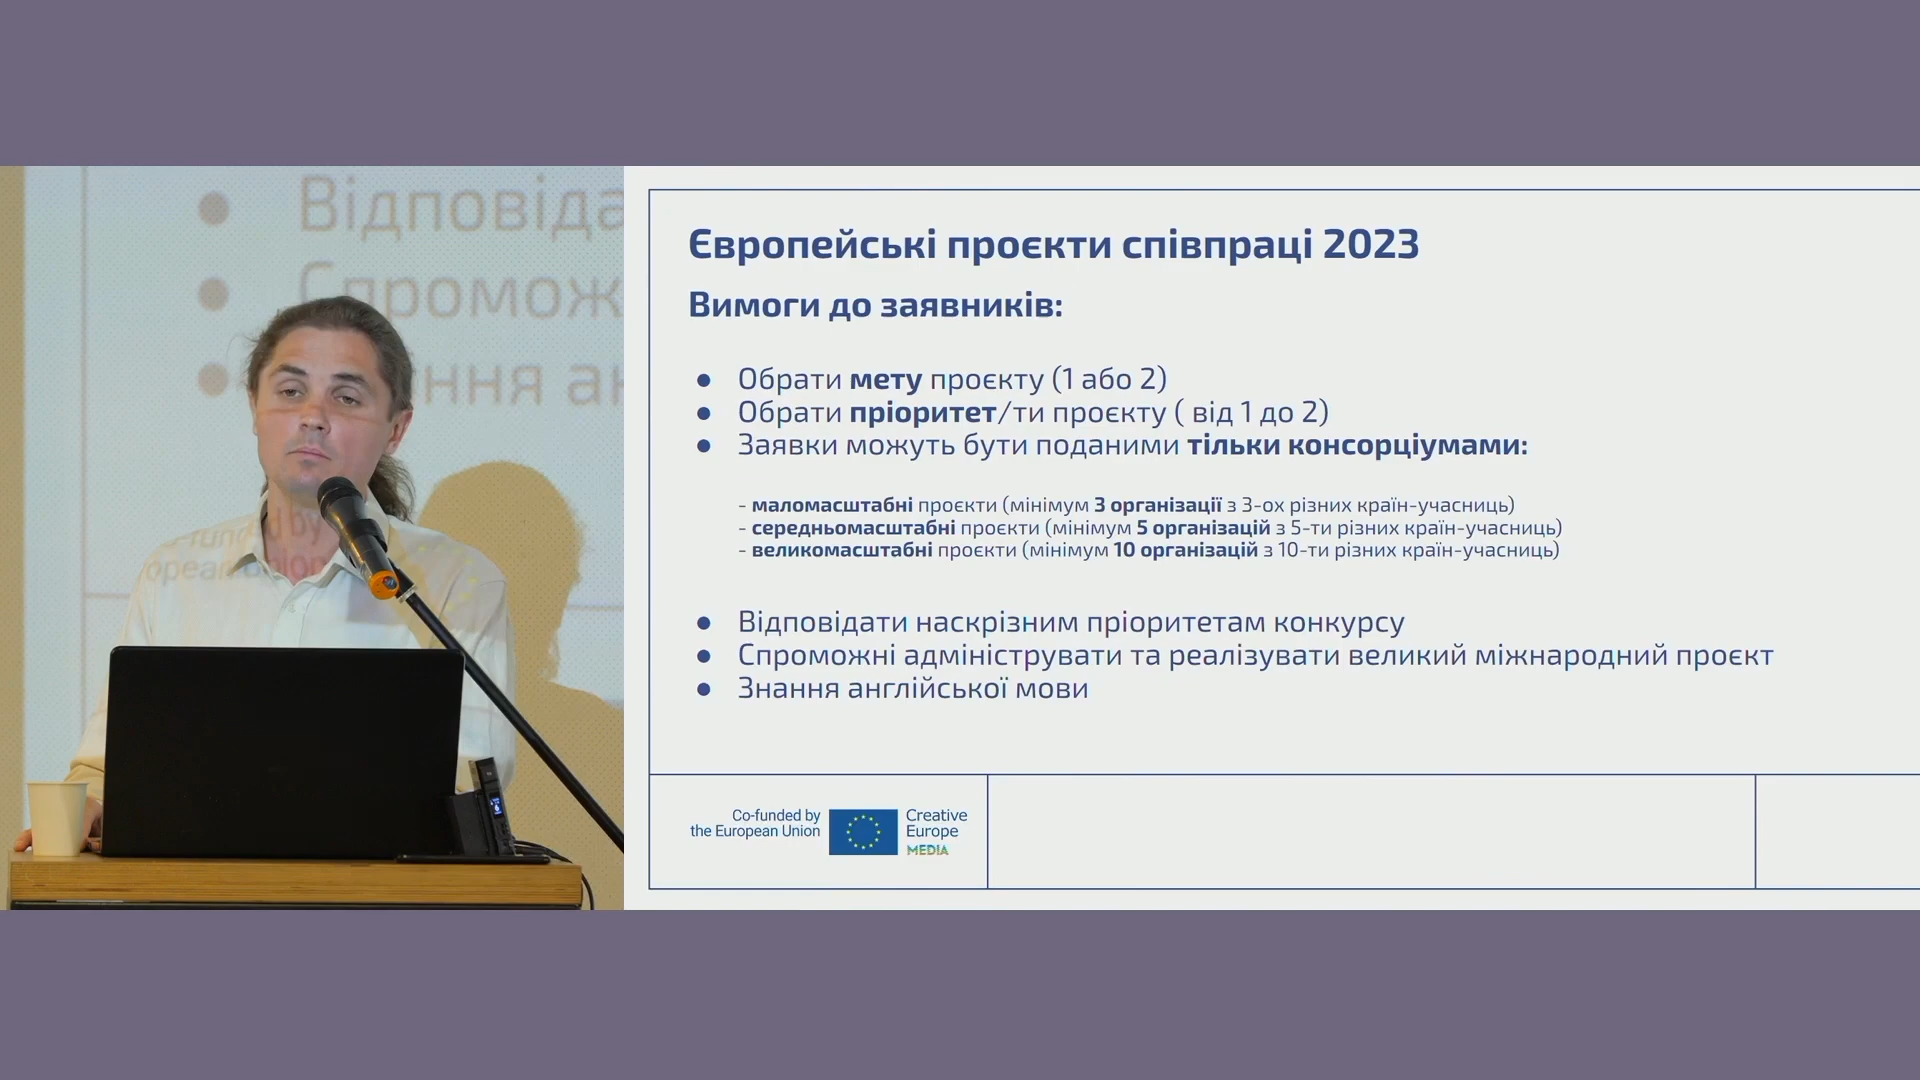 Відповіда
Спромож
ння ан
Європейські проєкти співпраці 2023
Вимоги до заявників:
● Обрати мету проєкту (1 або 2)
● Обрати пріоритет/ти проєкту ( від 1 до 2)
● Заявки можуть бути поданими тільки консорціумами:
- маломасштабні проєкти (мінімум 3 організації з 3-ох різних країн-учасниць)
- середньомасштабні проєкти (мінімум 5 організацій з 5-ти різних країн-учасниць)
- великомасштабні проєкти (мінімум 10 організацій з 10-ти різних країн-учасниць)
● Відповідати наскрізним пріоритетам конкурсу
● Спроможні адмініструвати та реалізувати великий міжнародний проєкт
● Знання англійської мови
Co-funded by
the European Union
Creative
Europe
MEDIA